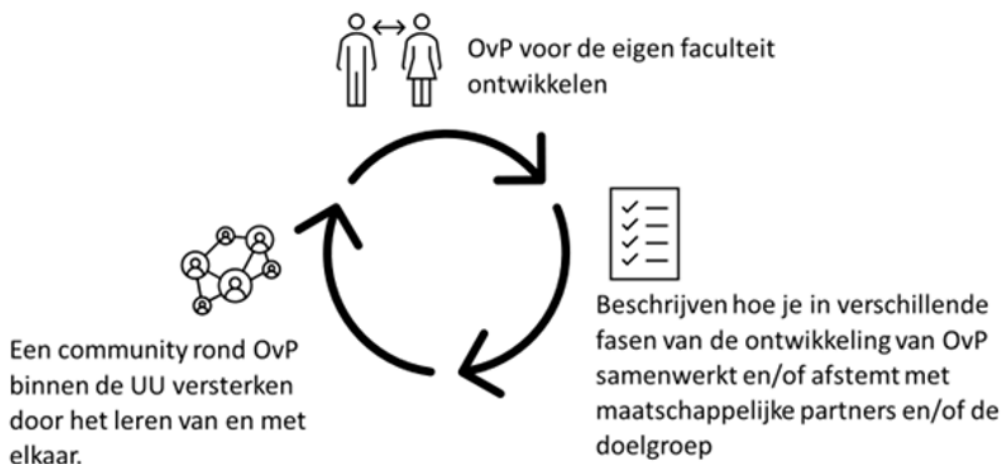 OvP voor de eigen faculteit
ontwikkelen
Beschrijven hoe je in verschillende
fasen van de ontwikkeling van OvP
samenwerkt en/of afstemt met
maatschappelijke partners en/of de
doelgroep
Een community rond OvP
binnen de UU versterken
door het leren van en met
elkaar.